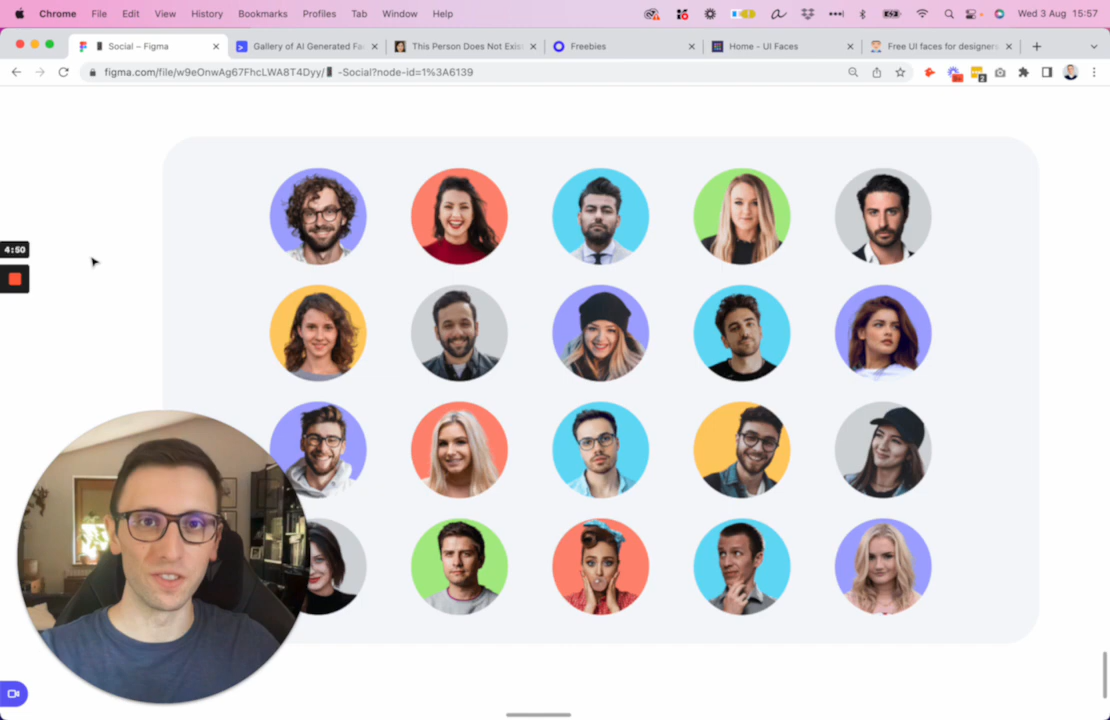 Chrome File Edit View History Bookmarks Profiles Tab Window Help Wed 3 Aug 15:57
Social – Figma Gallery of AI Generated Fa This Person Does Not Exis Freebies Home - UI Faces Free UI faces for designers
figma.com/file/w9eOnwAg67FhcLWA8T4Dyy/ -Social?node-id=1%3A6139
4:50